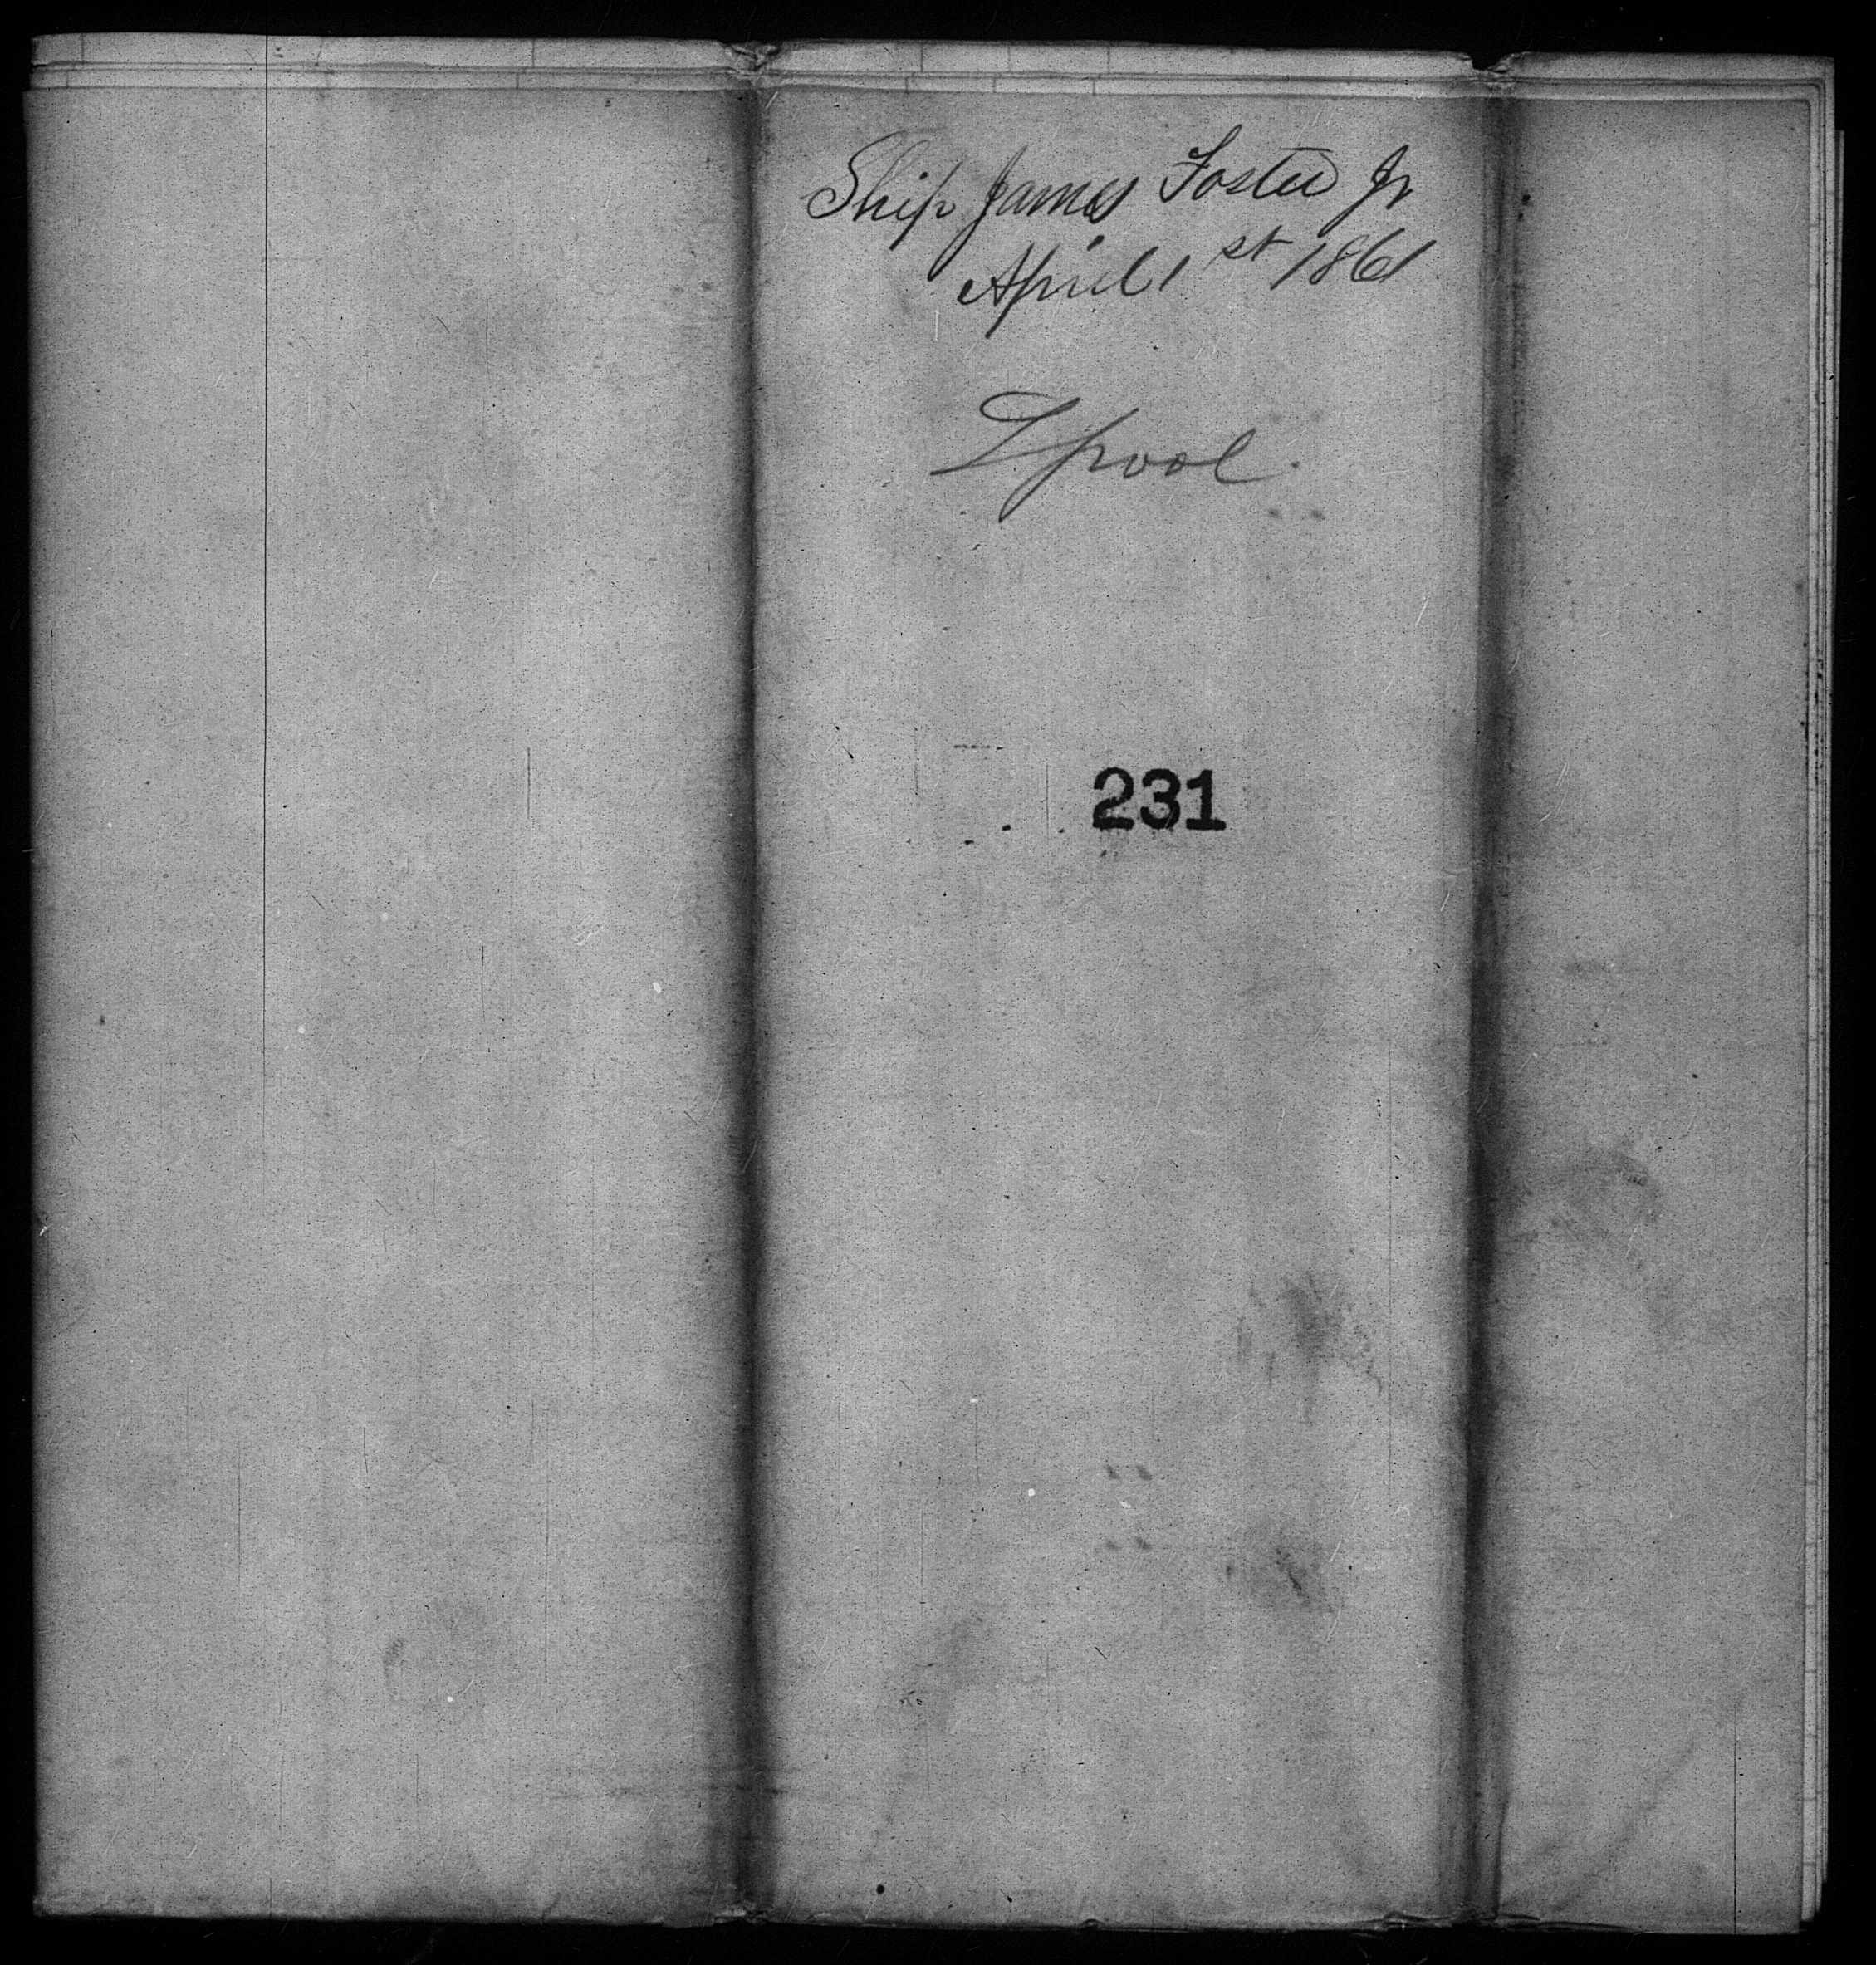 Ship James Foster Jr
April 1st 1861
Lpool.
231